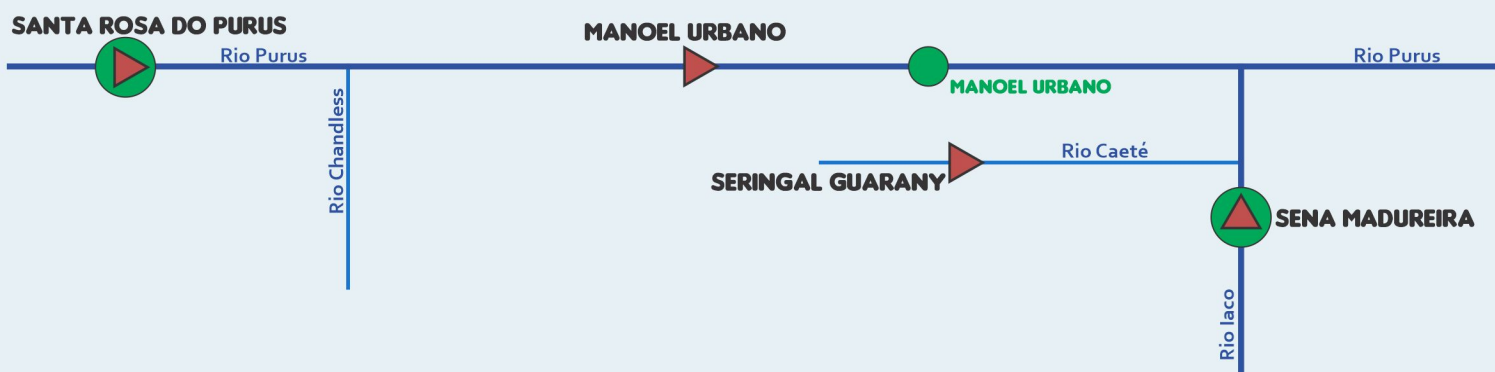 SANTA ROSA DO PURUS
Rio Purus
Rio Chandless
MANOEL URBANO
MANOEL URBANO
Rio Purus
Rio Caeté
SERINGAL GUARANY
SENA MADUREIRA
Rio Iaco